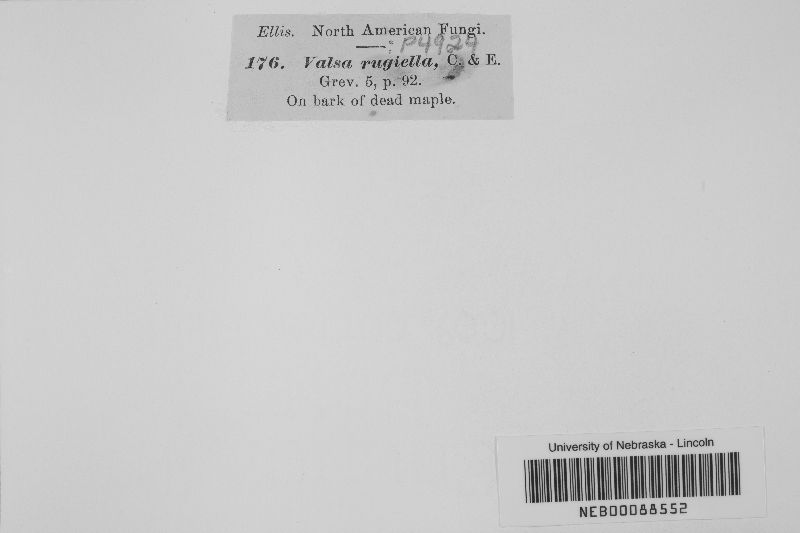 Ellis. North American Fungi.
P4929
176. Valsa rugiella, C. & E.
Grev. 5, p. 92.
On bark of dead maple.
University of Nebraska - Lincoln
NEB00088552